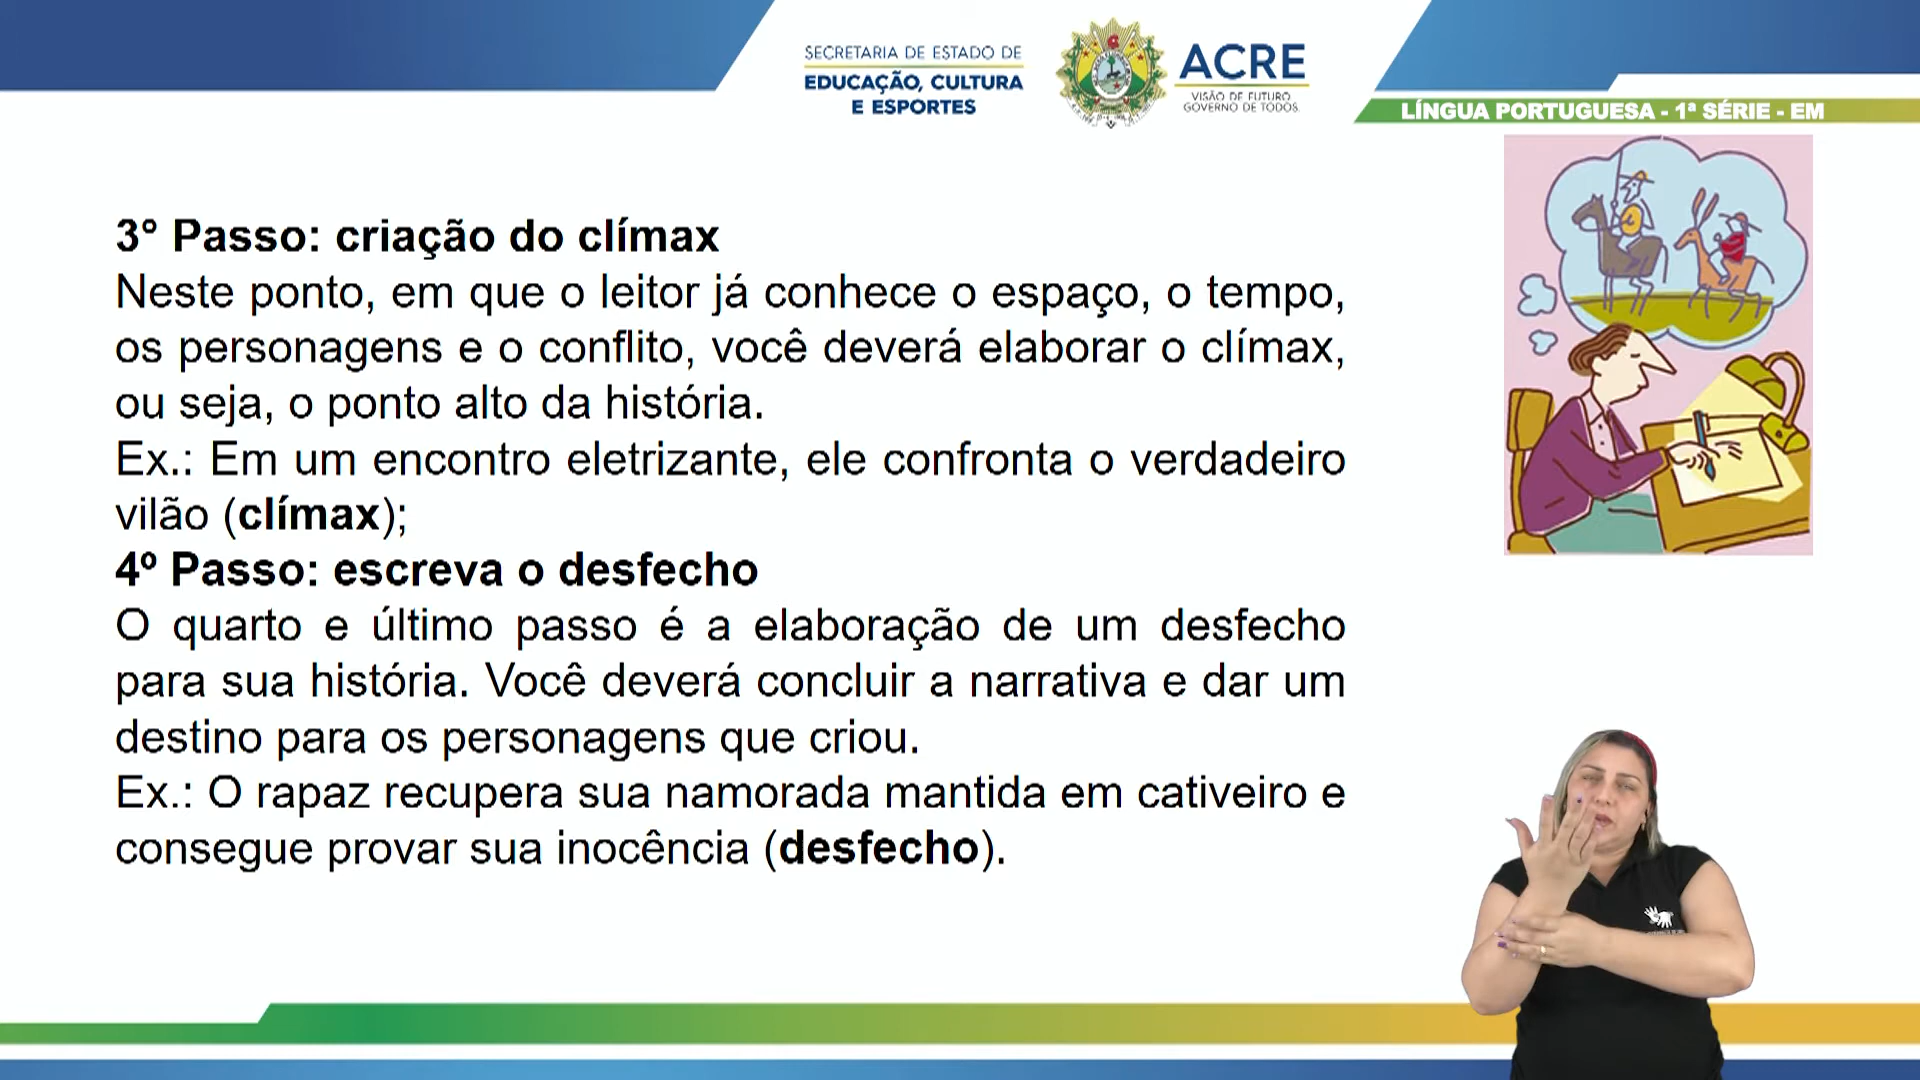 SECRETARIA DE ESTADO DE
EDUCAÇÃO, CULTURA
E ESPORTES
ACRE
VISÃO DE FUTURO
GOVERNO DE TODOS
LÍNGUA PORTUGUESA - 1ª SÉRIE - EM
3° Passo: criação do clímax
Neste ponto, em que o leitor já conhece o espaço, o tempo,
os personagens e o conflito, você deverá elaborar o clímax,
ou seja, o ponto alto da história.
Ex.: Em um encontro eletrizante, ele confronta o verdadeiro
vilão (clímax);
4º Passo: escreva o desfecho
O quarto e último passo é a elaboração de um desfecho
para sua história. Você deverá concluir a narrativa e dar um
destino para os personagens que criou.
Ex.: O rapaz recupera sua namorada mantida em cativeiro e
consegue provar sua inocência (desfecho).